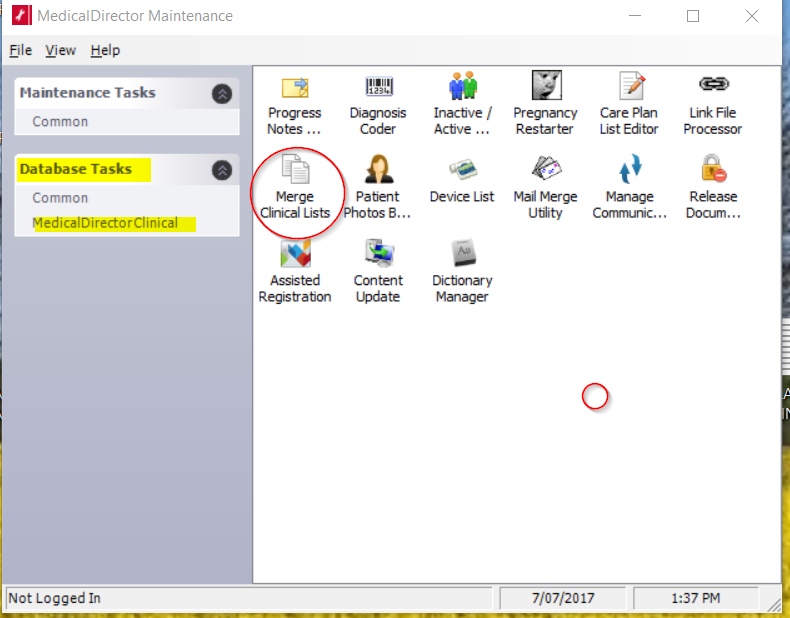 MedicalDirector Maintenance
File View Help
Maintenance Tasks
Common
Database Tasks
Common
MedicalDirectorClinical
Progress
Notes ...
Diagnosis
Coder
Inactive /
Active ...
Pregnancy
Restarter
Care Plan
List Editor
Link File
Processor
Merge
Clinical Lists
Patient
Photos B...
Device List
Mail Merge
Utility
Manage
Communic...
Release
Docum...
Assisted
Registration
Content
Update
Dictionary
Manager
Not Logged In
7/07/2017
1:37 PM